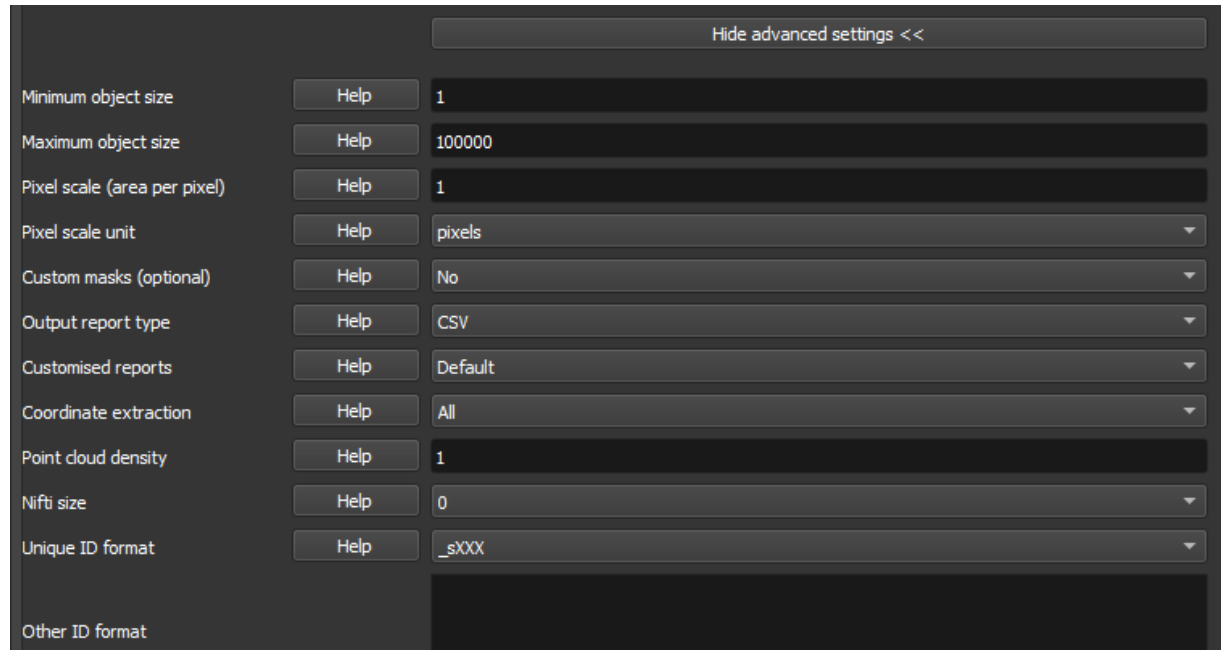 Hide advanced settings <<
Minimum object size Help 1
Maximum object size Help 100000
Pixel scale (area per pixel) Help 1
Pixel scale unit Help pixels
Custom masks (optional) Help No
Output report type Help CSV
Customised reports Help Default
Coordinate extraction Help All
Point cloud density Help 1
Nifti size Help 0
Unique ID format Help _sXXX
Other ID format